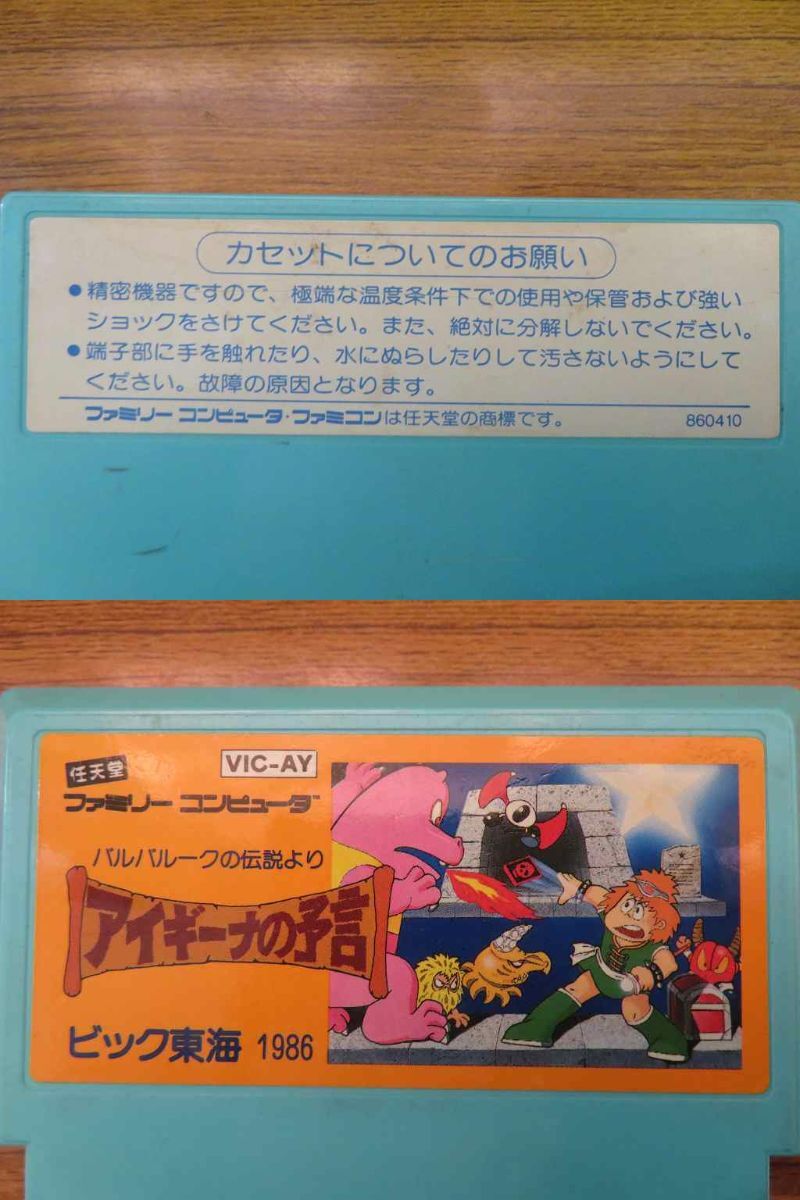 カセットについてのお願い
●精密機器ですので、極端な温度条件下での使用や保管および強い
ショックをさけてください。また、絶対に分解しないでください。
●端子部に手を触れたり、水にぬらしたりして汚さないようにして
ください。故障の原因となります。
ファミリー コンピュータ・ファミコンは任天堂の商標です。 860410
任天堂 VIC-AY
ファミリー コンピュータ™
バルバルークの伝説より
アイギーナの予言
ビック東海 1986